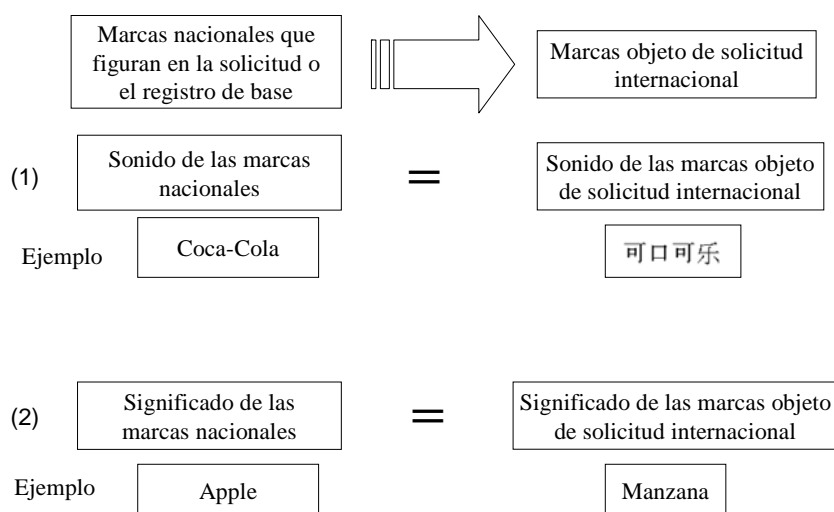 Marcas nacionales que
figuran en la solicitud o
el registro de base
Marcas objeto de solicitud
internacional
(1)
Sonido de las marcas
nacionales
=
Sonido de las marcas objeto
de solicitud internacional
Ejemplo
Coca-Cola
可口可乐
(2)
Significado de las
marcas nacionales
=
Significado de las marcas objeto
de solicitud internacional
Ejemplo
Apple
Manzana